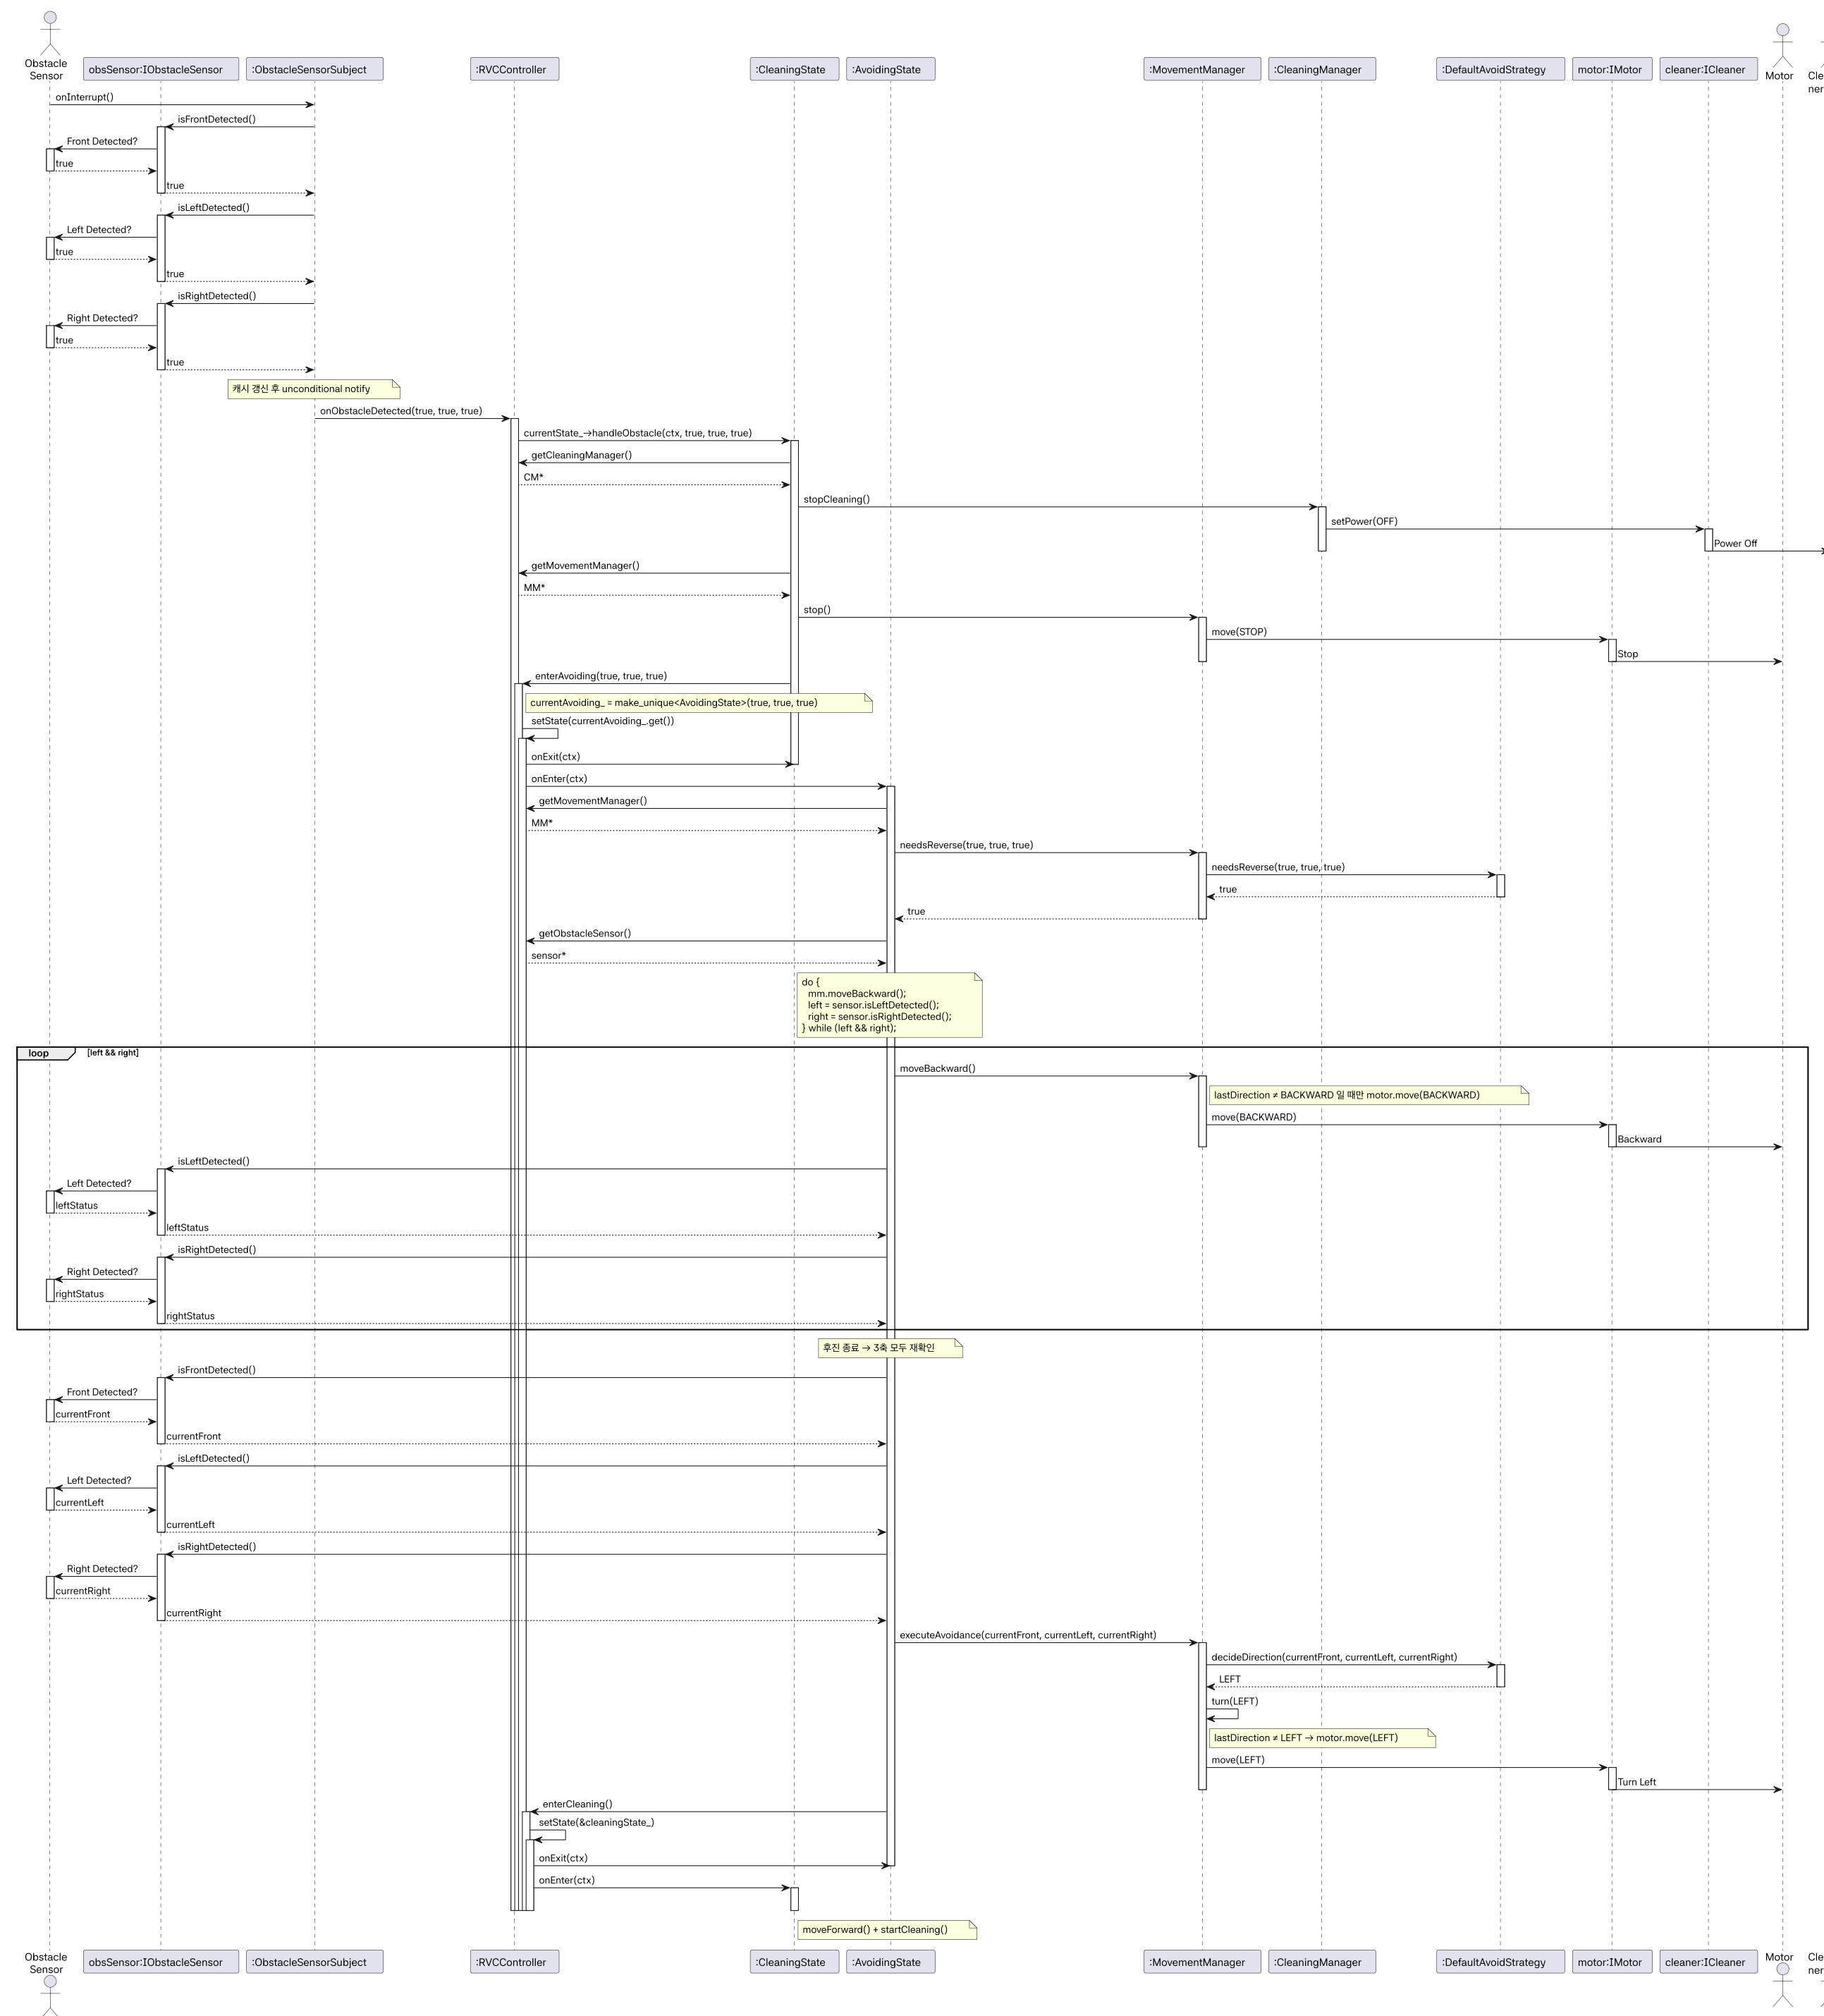 Obstacle
Sensor
obsSensor:IObstacleSensor
:ObstacleSensorSubject
:RVCController
:CleaningState
:AvoidingState
:MovementManager
:CleaningManager
:DefaultAvoidStrategy
motor:IMotor
cleaner:ICleaner
Motor
Cle
ner
onInterrupt()
isFrontDetected()
Front Detected?
true
true
isLeftDetected()
Left Detected?
true
true
isRightDetected()
Right Detected?
true
true
캐시 갱신 후 unconditional notify
onObstacleDetected(true, true, true)
currentState_→handleObstacle(ctx, true, true, true)
getCleaningManager()
CM*
stopCleaning()
setPower(OFF)
Power Off
getMovementManager()
MM*
stop()
move(STOP)
Stop
enterAvoiding(true, true, true)
currentAvoiding_ = make_unique<AvoidingState>(true, true, true)
setState(currentAvoiding_.get())
onExit(ctx)
onEnter(ctx)
getMovementManager()
MM*
needsReverse(true, true, true)
needsReverse(true, true, true)
true
true
getObstacleSensor()
sensor*
do {
mm.moveBackward();
left = sensor.isLeftDetected();
right = sensor.isRightDetected();
} while (left && right);
loop [left && right]
moveBackward()
lastDirection ≠ BACKWARD 일 때만 motor.move(BACKWARD)
move(BACKWARD)
Backward
isLeftDetected()
Left Detected?
leftStatus
leftStatus
isRightDetected()
Right Detected?
rightStatus
rightStatus
후진 종료 → 3축 모두 재확인
isFrontDetected()
Front Detected?
currentFront
currentFront
isLeftDetected()
Left Detected?
currentLeft
currentLeft
isRightDetected()
Right Detected?
currentRight
currentRight
executeAvoidance(currentFront, currentLeft, currentRight)
decideDirection(currentFront, currentLeft, currentRight)
LEFT
turn(LEFT)
lastDirection ≠ LEFT → motor.move(LEFT)
move(LEFT)
Turn Left
enterCleaning()
setState(&cleaningState_)
onExit(ctx)
onEnter(ctx)
moveForward() + startCleaning()
Obstacle
Sensor
obsSensor:IObstacleSensor
:ObstacleSensorSubject
:RVCController
:CleaningState
:AvoidingState
:MovementManager
:CleaningManager
:DefaultAvoidStrategy
motor:IMotor
cleaner:ICleaner
Motor
Cle
ner